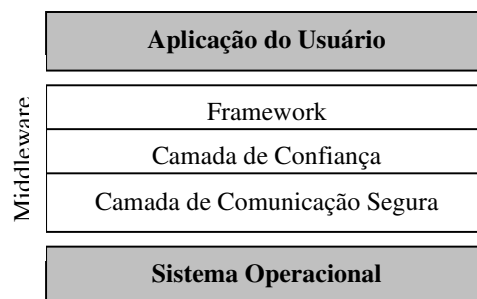 Aplicação do Usuário
Middleware
Framework
Camada de Confiança
Camada de Comunicação Segura
Sistema Operacional